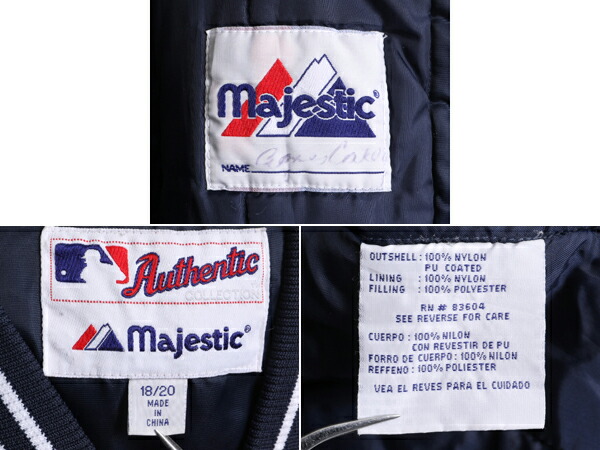 Majestic®
NAME
Authentic
COLLECTION
Majestic®
18/20
MADE
IN
CHINA
OUTSHELL : 100% NYLON
PU COATED
LINING : 100% NYLON
FILLING : 100% POLYESTER
RN # 83604
SEE REVERSE FOR CARE
CUERPO : 100% NILON
CON REVESTIR DE PU
FORRO DE CUERPO : 100% NILON
REFFENO : 100% POLIESTER
VEA EL REVES PARA EL CUIDADO